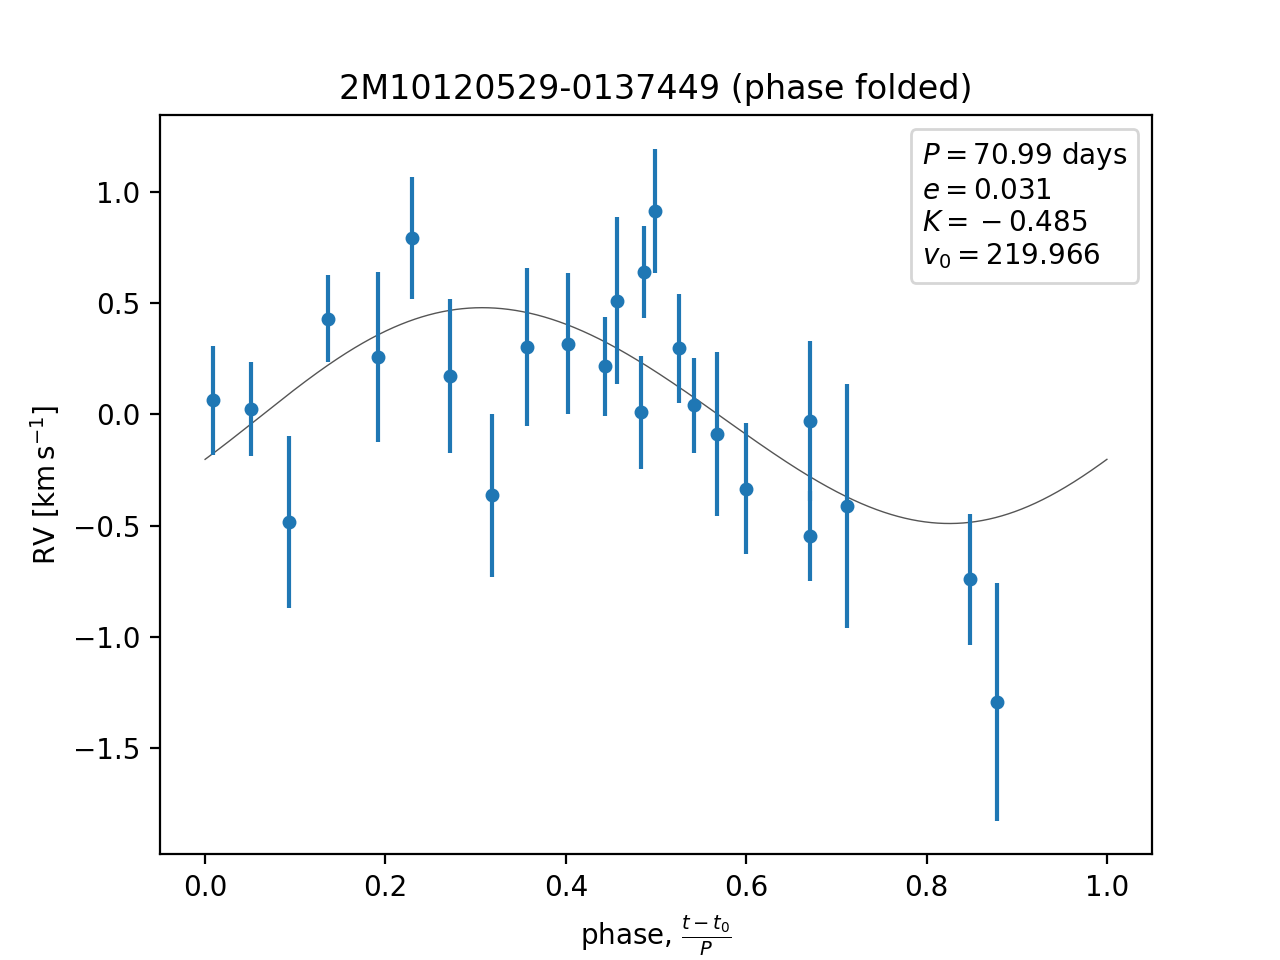 2M10120529-0137449 (phase folded)
P = 70.99 days
e = 0.031
K = −0.485
v₀ = 219.966
1.0
0.5
0.0
−0.5
−1.0
−1.5
RV [km s⁻¹]
0.0 0.2 0.4 0.6 0.8 1.0
phase, (t − t₀)/P